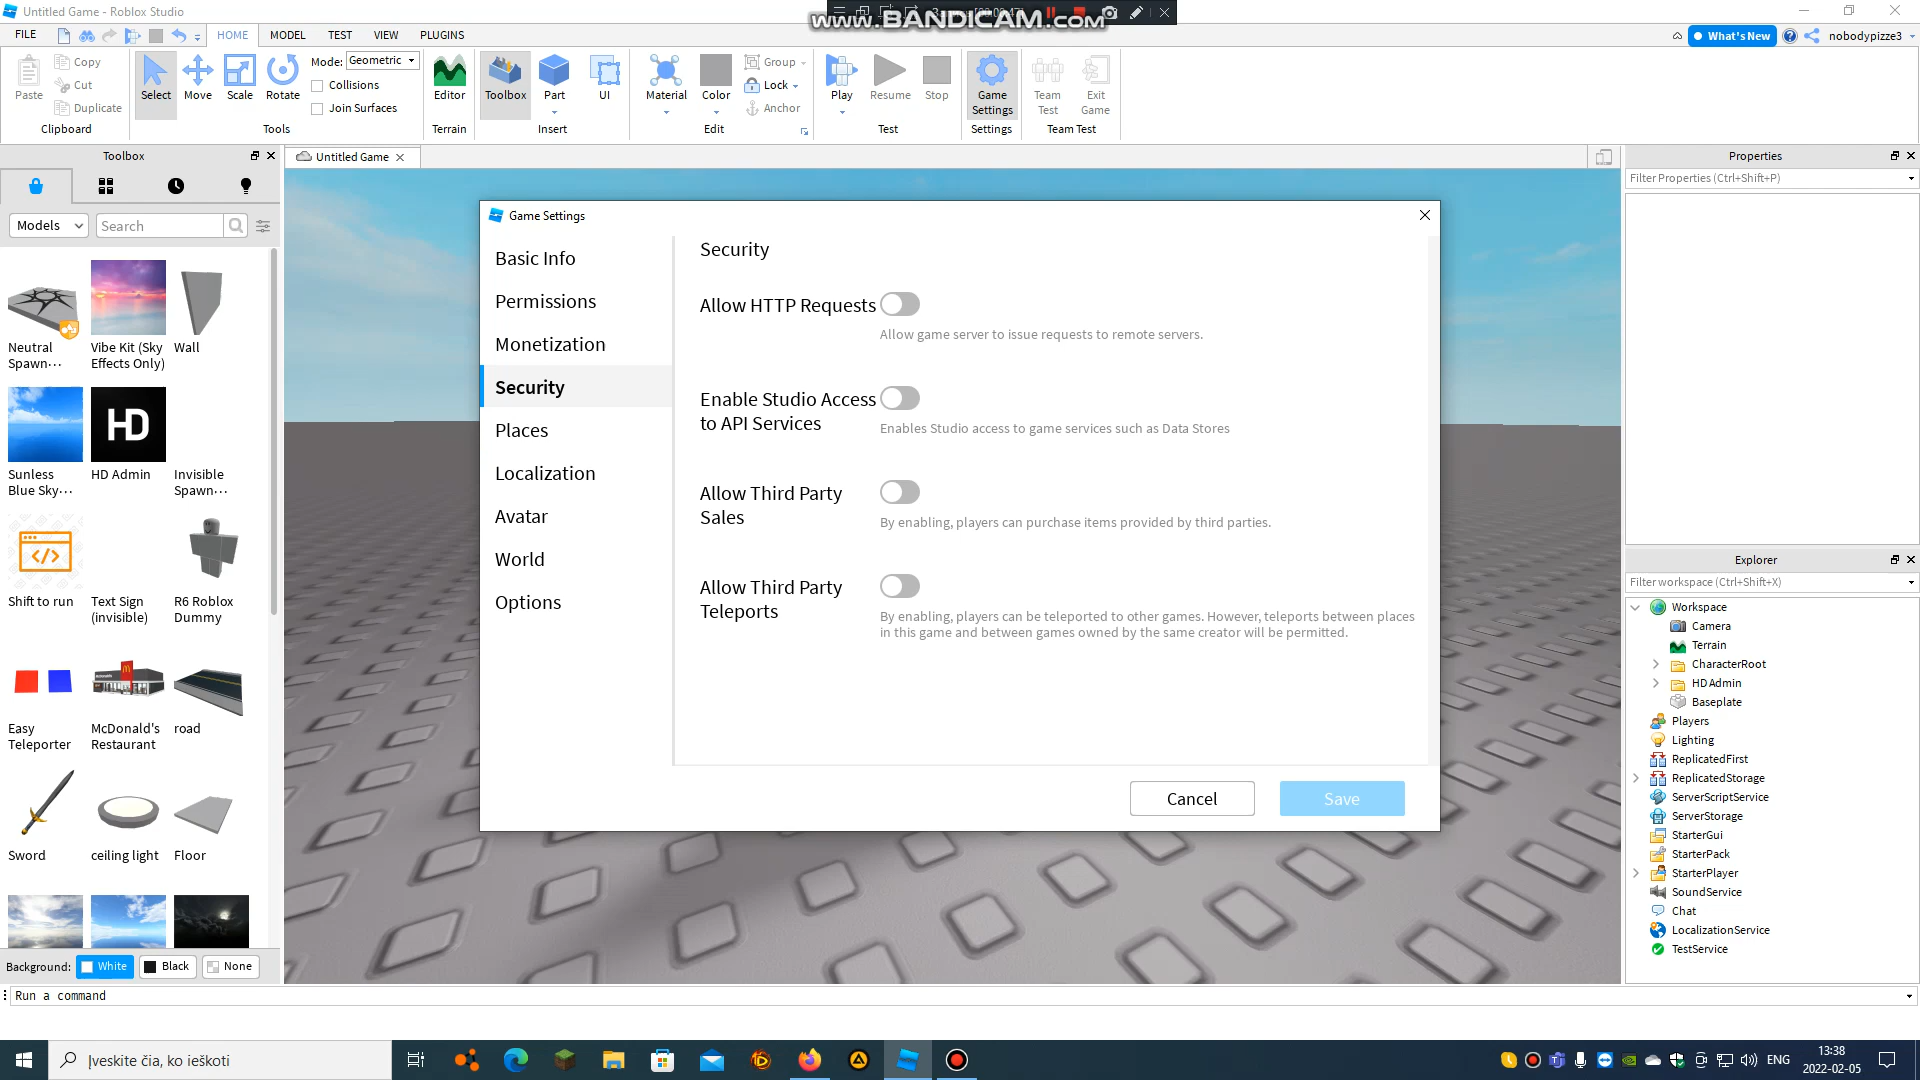 Untitled Game - Roblox Studio
www.BANDICAM.com
FILE
HOME
MODEL
TEST
VIEW
PLUGINS
What's New
nobodypizze3
Paste
Copy
Cut
Duplicate
Clipboard
Select
Move
Scale
Rotate
Mode: Geometric
Collisions
Join Surfaces
Tools
Editor
Terrain
Toolbox
Part
UI
Insert
Material
Color
Group
Lock
Anchor
Edit
Play
Resume
Stop
Test
Game
Settings
Settings
Team
Test
Exit
Game
Team Test
Toolbox
Untitled Game
Properties
Filter Properties (Ctrl+Shift+P)
Models
Search
Neutral
Spawn...
Vibe Kit (Sky
Effects Only)
Wall
Sunless
Blue Sky...
HD
HD Admin
Invisible
Spawn...
Shift to run
Text Sign
(invisible)
R6 Roblox
Dummy
Easy
Teleporter
McDonald's
Restaurant
road
Sword
ceiling light
Floor
Background:
White
Black
None
Run a command
Game Settings
Basic Info
Permissions
Monetization
Security
Places
Localization
Avatar
World
Options
Security
Allow HTTP Requests
Allow game server to issue requests to remote servers.
Enable Studio Access
to API Services
Enables Studio access to game services such as Data Stores
Allow Third Party
Sales
By enabling, players can purchase items provided by third parties.
Allow Third Party
Teleports
By enabling, players can be teleported to other games. However, teleports between places
in this game and between games owned by the same creator will be permitted.
Cancel
Save
Explorer
Filter workspace (Ctrl+Shift+X)
Workspace
Camera
Terrain
CharacterRoot
HD Admin
Baseplate
Players
Lighting
ReplicatedFirst
ReplicatedStorage
ServerScriptService
ServerStorage
StarterGui
StarterPack
StarterPlayer
SoundService
Chat
LocalizationService
TestService
Įveskite čia, ko ieškoti
ENG
13:38
2022-02-05